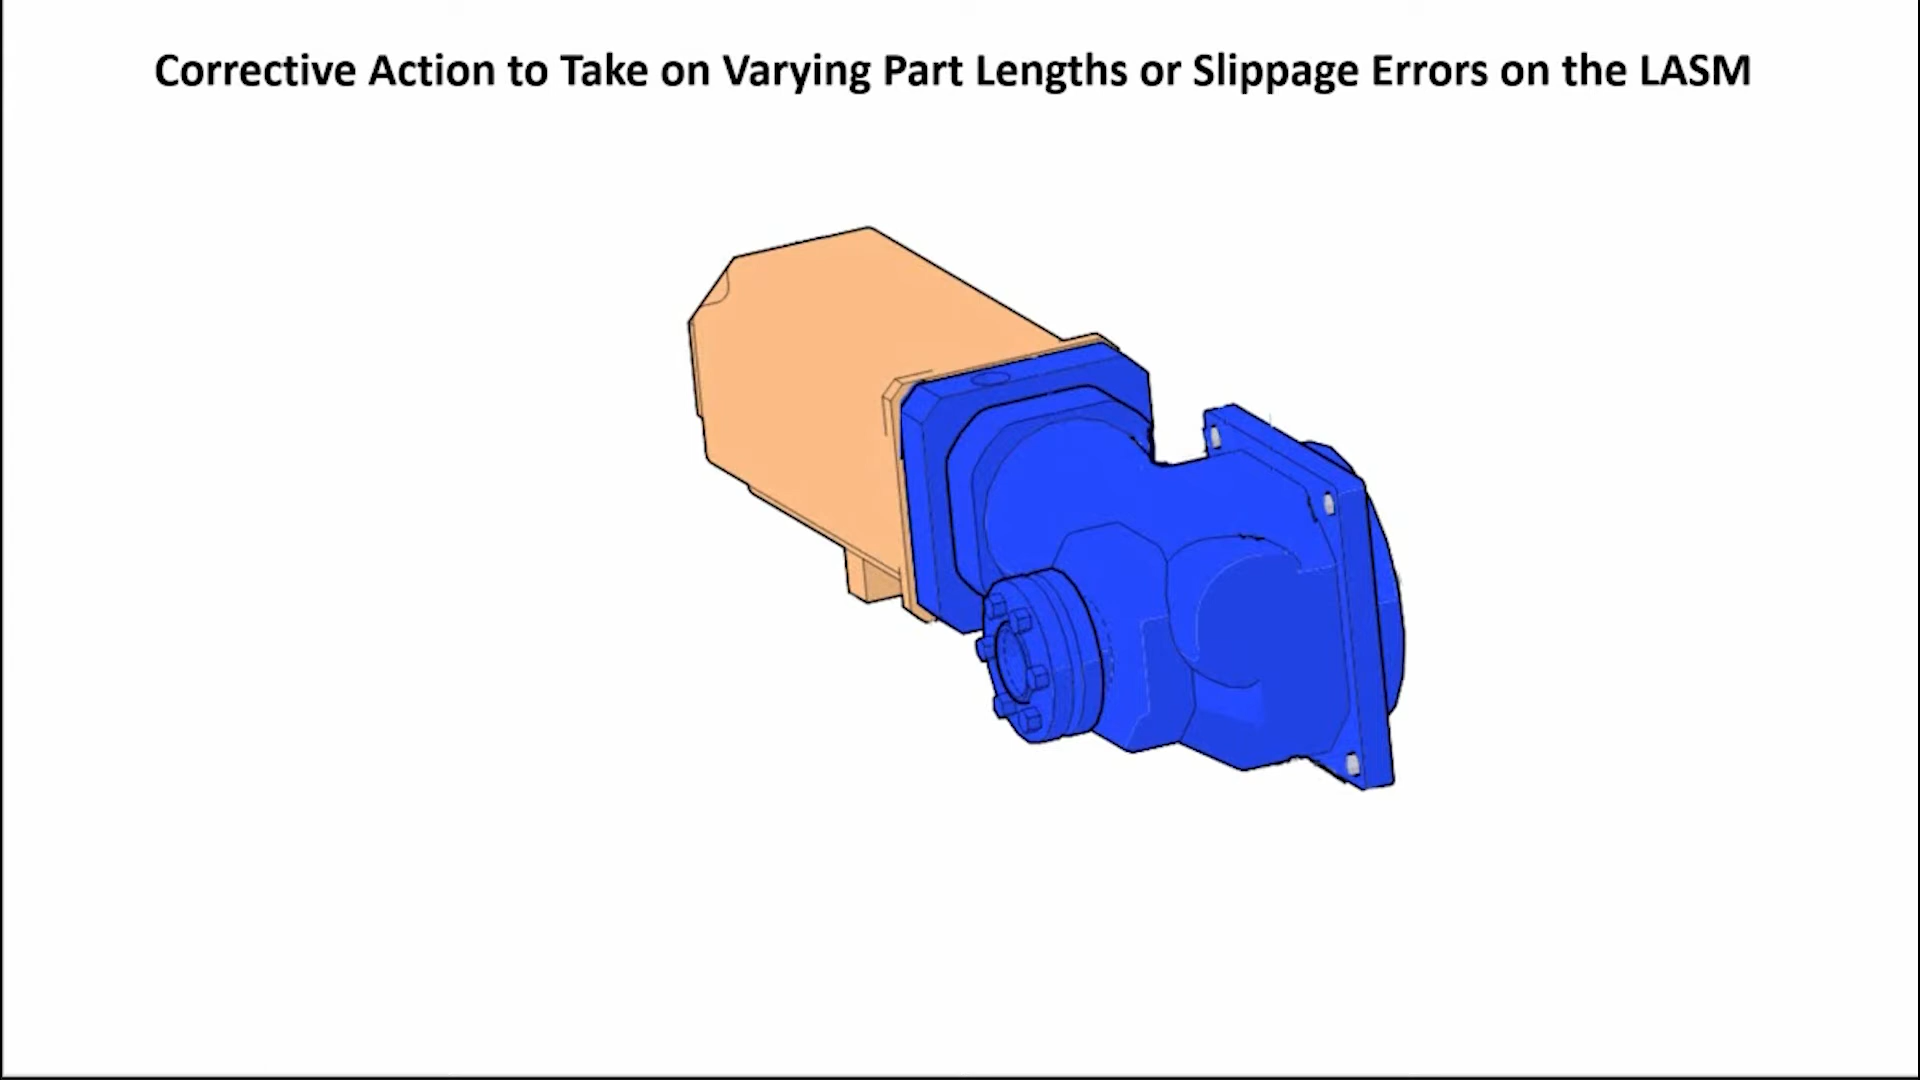 Corrective Action to Take on Varying Part Lengths or Slippage Errors on the LASM